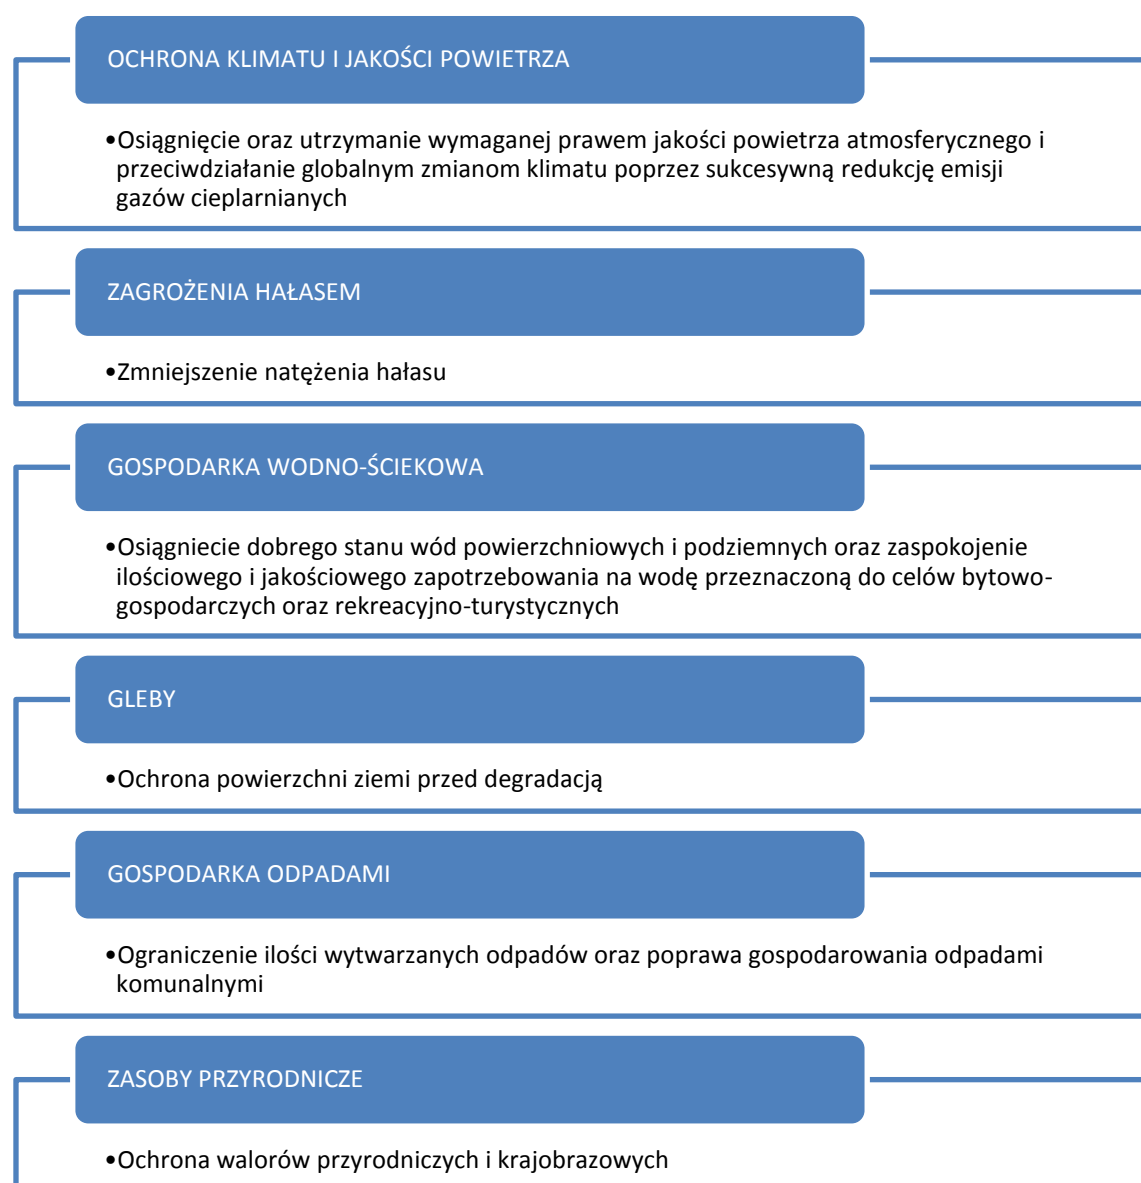 OCHRONA KLIMATU I JAKOŚCI POWIETRZA
•Osiągnięcie oraz utrzymanie wymaganej prawem jakości powietrza atmosferycznego i
przeciwdziałanie globalnym zmianom klimatu poprzez sukcesywną redukcję emisji
gazów cieplarnianych
ZAGROŻENIA HAŁASEM
•Zmniejszenie natężenia hałasu
GOSPODARKA WODNO-ŚCIEKOWA
•Osiągniecie dobrego stanu wód powierzchniowych i podziemnych oraz zaspokojenie
ilościowego i jakościowego zapotrzebowania na wodę przeznaczoną do celów bytowo-
gospodarczych oraz rekreacyjno-turystycznych
GLEBY
•Ochrona powierzchni ziemi przed degradacją
GOSPODARKA ODPADAMI
•Ograniczenie ilości wytwarzanych odpadów oraz poprawa gospodarowania odpadami
komunalnymi
ZASOBY PRZYRODNICZE
•Ochrona walorów przyrodniczych i krajobrazowych